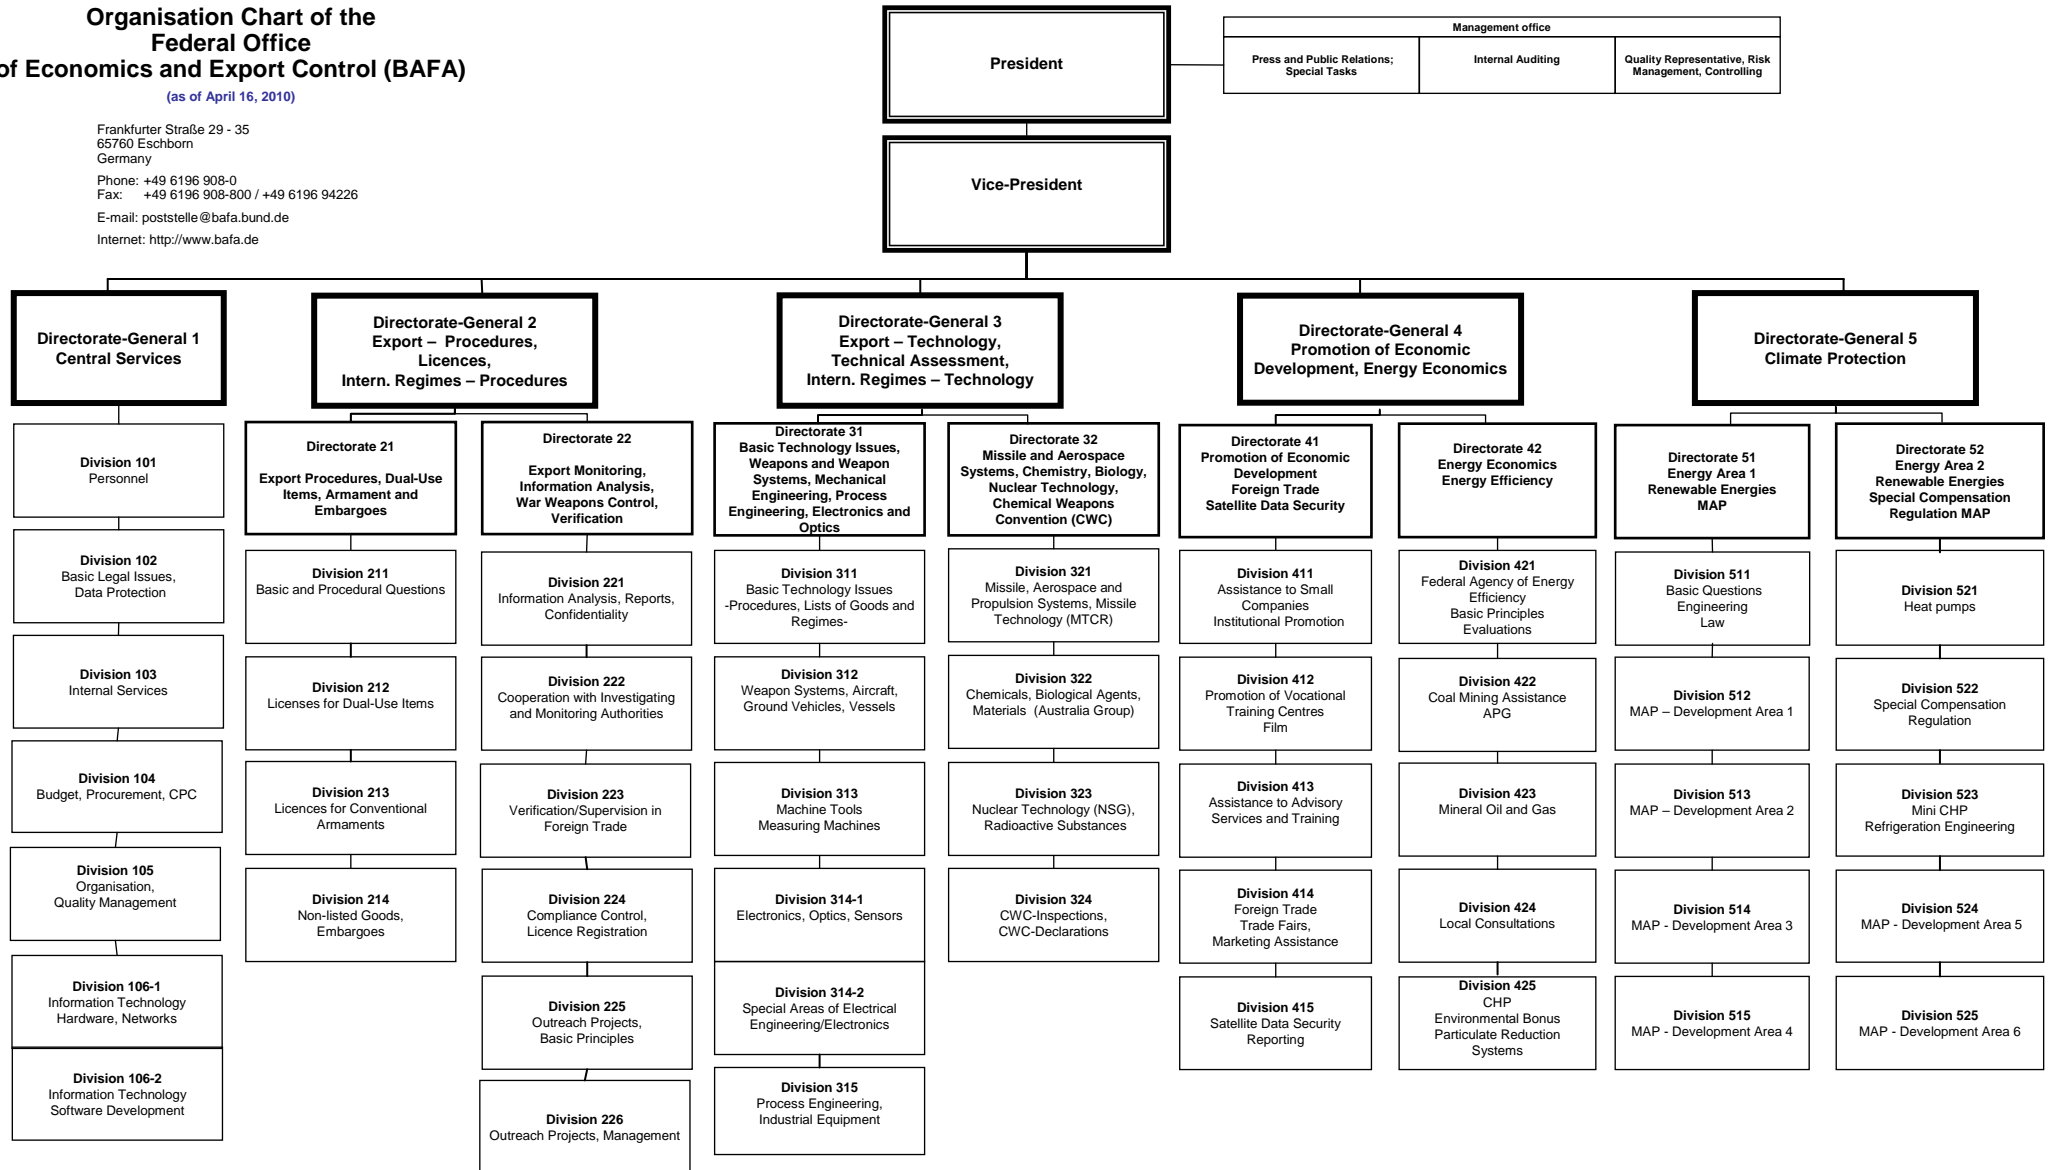 Organisation Chart of the
Federal Office
of Economics and Export Control (BAFA)
(as of April 16, 2010)
Frankfurter Straße 29 - 35
65760 Eschborn
Germany
Phone: +49 6196 908-0
Fax: +49 6196 908-800 / +49 6196 94226
E-mail: poststelle@bafa.bund.de
Internet: http://www.bafa.de
President
Management office
Press and Public Relations;
Special Tasks
Internal Auditing
Quality Representative, Risk
Management, Controlling
Vice-President
Directorate-General 1
Central Services
Directorate-General 2
Export – Procedures,
Licences,
Intern. Regimes – Procedures
Directorate-General 3
Export – Technology,
Technical Assessment,
Intern. Regimes – Technology
Directorate-General 4
Promotion of Economic
Development, Energy Economics
Directorate-General 5
Climate Protection
Division 101
Personnel
Division 102
Basic Legal Issues,
Data Protection
Division 103
Internal Services
Division 104
Budget, Procurement, CPC
Division 105
Organisation,
Quality Management
Division 106-1
Information Technology
Hardware, Networks
Division 106-2
Information Technology
Software Development
Directorate 21
Export Procedures, Dual-Use
Items, Armament and
Embargoes
Division 211
Basic and Procedural Questions
Division 212
Licenses for Dual-Use Items
Division 213
Licences for Conventional
Armaments
Division 214
Non-listed Goods,
Embargoes
Directorate 22
Export Monitoring,
Information Analysis,
War Weapons Control,
Verification
Division 221
Information Analysis, Reports,
Confidentiality
Division 222
Cooperation with Investigating
and Monitoring Authorities
Division 223
Verification/Supervision in
Foreign Trade
Division 224
Compliance Control,
Licence Registration
Division 225
Outreach Projects,
Basic Principles
Division 226
Outreach Projects, Management
Directorate 31
Basic Technology Issues,
Weapons and Weapon
Systems, Mechanical
Engineering, Process
Engineering, Electronics and
Optics
Division 311
Basic Technology Issues
-Procedures, Lists of Goods and
Regimes-
Division 312
Weapon Systems, Aircraft,
Ground Vehicles, Vessels
Division 313
Machine Tools
Measuring Machines
Division 314-1
Electronics, Optics, Sensors
Division 314-2
Special Areas of Electrical
Engineering/Electronics
Division 315
Process Engineering,
Industrial Equipment
Directorate 32
Missile and Aerospace
Systems, Chemistry, Biology,
Nuclear Technology,
Chemical Weapons
Convention (CWC)
Division 321
Missile, Aerospace and
Propulsion Systems, Missile
Technology (MTCR)
Division 322
Chemicals, Biological Agents,
Materials (Australia Group)
Division 323
Nuclear Technology (NSG),
Radioactive Substances
Division 324
CWC-Inspections,
CWC-Declarations
Directorate 41
Promotion of Economic
Development
Foreign Trade
Satellite Data Security
Division 411
Assistance to Small
Companies
Institutional Promotion
Division 412
Promotion of Vocational
Training Centres
Film
Division 413
Assistance to Advisory
Services and Training
Division 414
Foreign Trade
Trade Fairs,
Marketing Assistance
Division 415
Satellite Data Security
Reporting
Directorate 42
Energy Economics
Energy Efficiency
Division 421
Federal Agency of Energy
Efficiency
Basic Principles
Evaluations
Division 422
Coal Mining Assistance
APG
Division 423
Mineral Oil and Gas
Division 424
Local Consultations
Division 425
CHP
Environmental Bonus
Particulate Reduction
Systems
Directorate 51
Energy Area 1
Renewable Energies
MAP
Division 511
Basic Questions
Engineering
Law
Division 512
MAP – Development Area 1
Division 513
MAP – Development Area 2
Division 514
MAP - Development Area 3
Division 515
MAP - Development Area 4
Directorate 52
Energy Area 2
Renewable Energies
Special Compensation
Regulation MAP
Division 521
Heat pumps
Division 522
Special Compensation
Regulation
Division 523
Mini CHP
Refrigeration Engineering
Division 524
MAP - Development Area 5
Division 525
MAP - Development Area 6